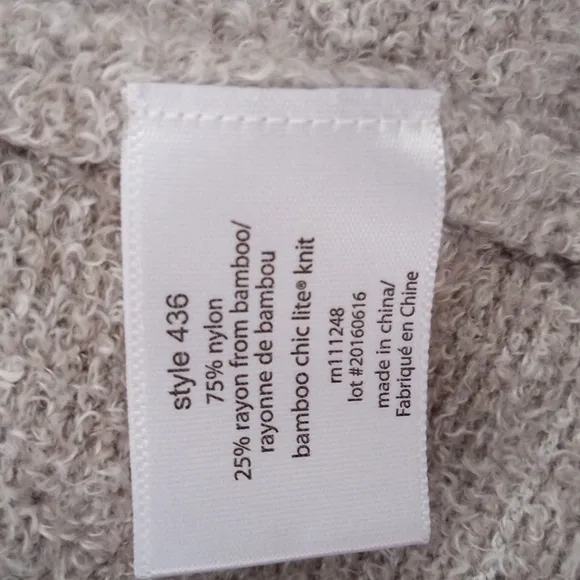 style 436
75% nylon
25% rayon from bamboo/
rayonne de bambou
bamboo chic lite® knit
rn111248
lot #20160616
made in china/
Fabriqué en Chine